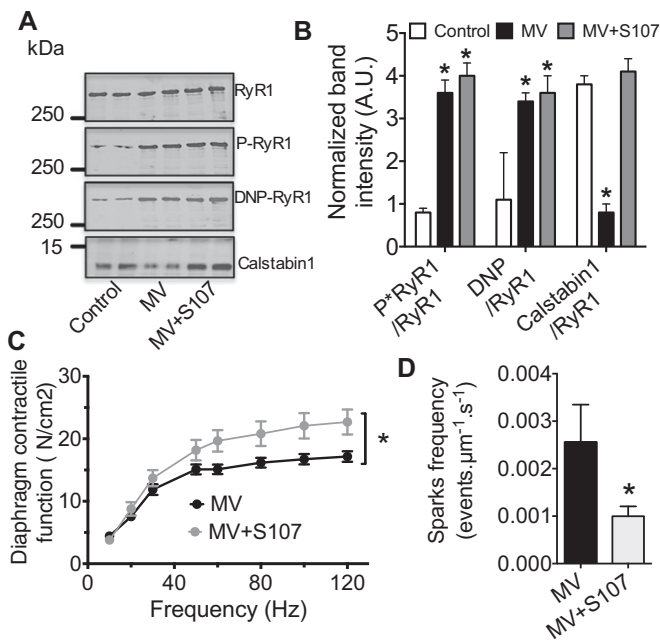 A
kDa
RyR1
250
P-RyR1
250
DNP-RyR1
250
15
Calstabin1
Control
MV
MV+S107
B
Control MV MV+S107
Normalized band
intensity (A.U.)
5
4
3
2
1
0
* * * * *
P*RyR1
/RyR1
DNP
/RyR1
Calstabin1
/RyR1
C
Diaphragm contractile
function ( N/cm2)
30
20
10
0
*
MV
MV+S107
0 40 80 120
Frequency (Hz)
D
Sparks frequency
(events.µm⁻¹.s⁻¹)
0.004
0.003
0.002
0.001
0.000
*
MV
MV+S107